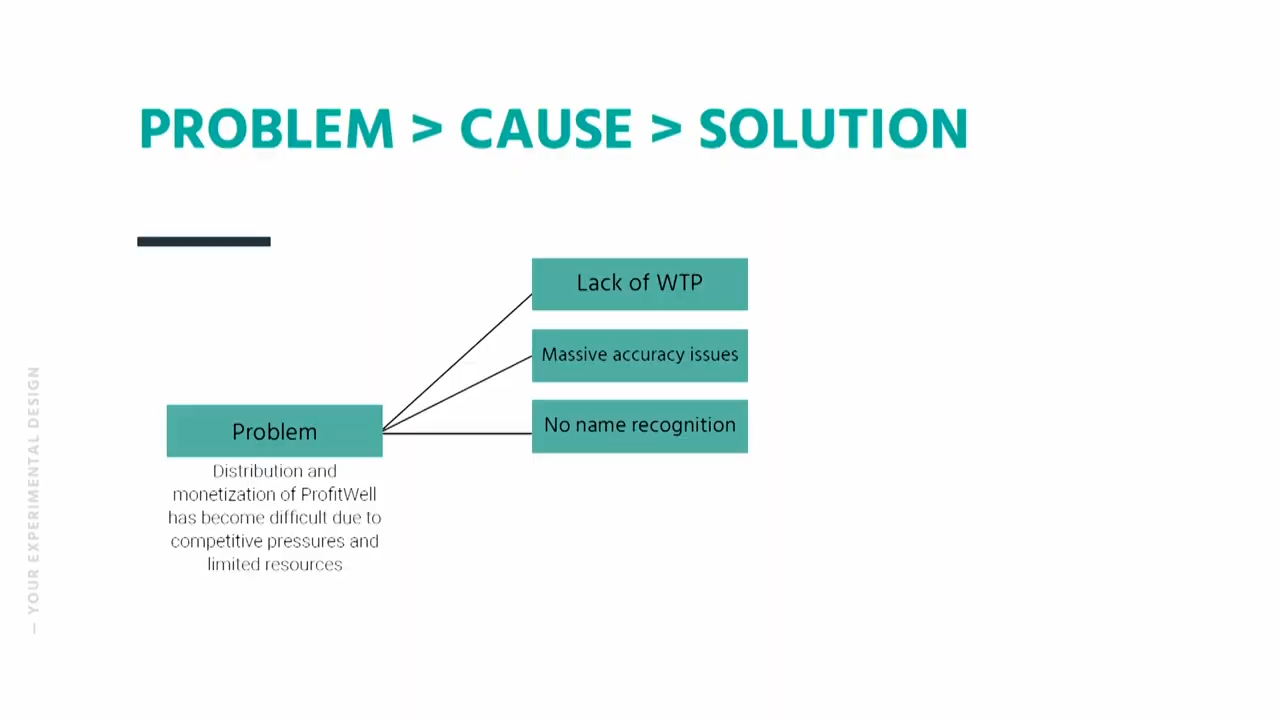 PROBLEM > CAUSE > SOLUTION
Lack of WTP
Massive accuracy issues
No name recognition
Problem
Distribution and
monetization of ProfitWell
has become difficult due to
competitive pressures and
limited resources
— YOUR EXPERIMENTAL DESIGN